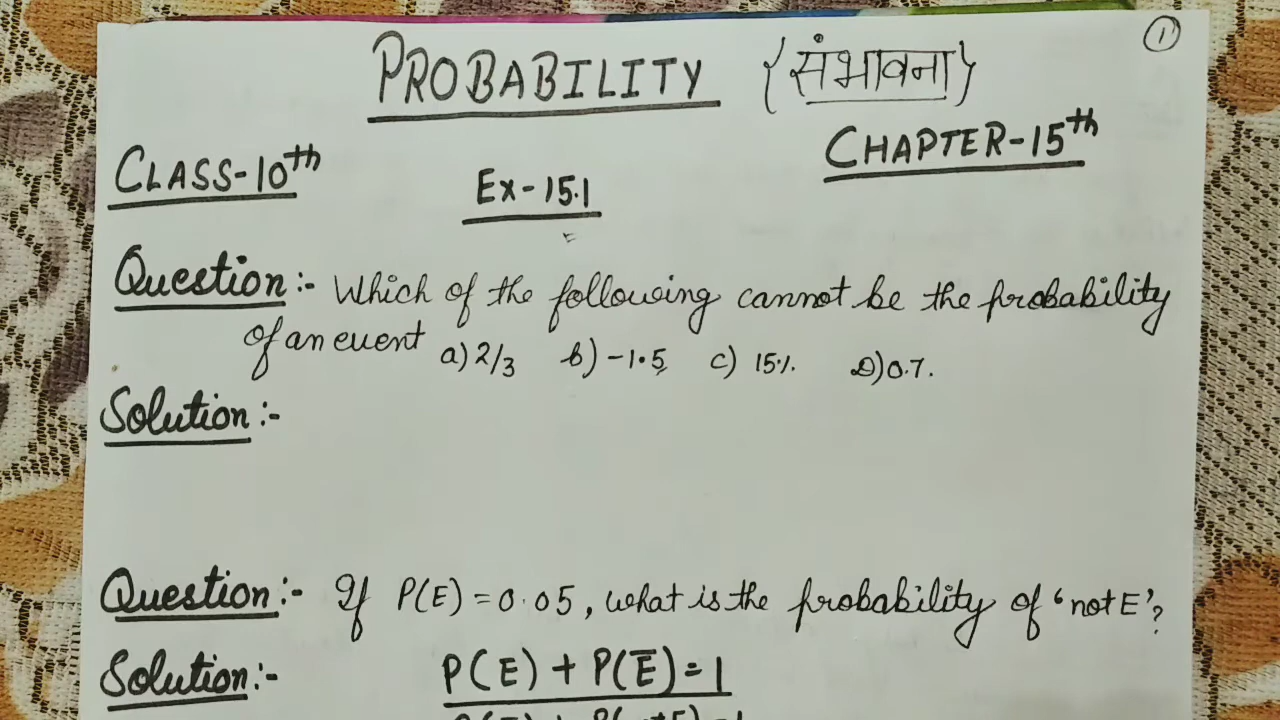 1
PROBABILITY {संभावना}
CLASS-10th
CHAPTER-15th
Ex-15.1
Question:- Which of the following cannot be the probability
of an event a) 2/3 b) -1.5 c) 15% D) 0.7.
Solution:-
Question:- If P(E) = 0.05, what is the probability of 'not E'?
Solution:- P(E) + P(E̅) = 1